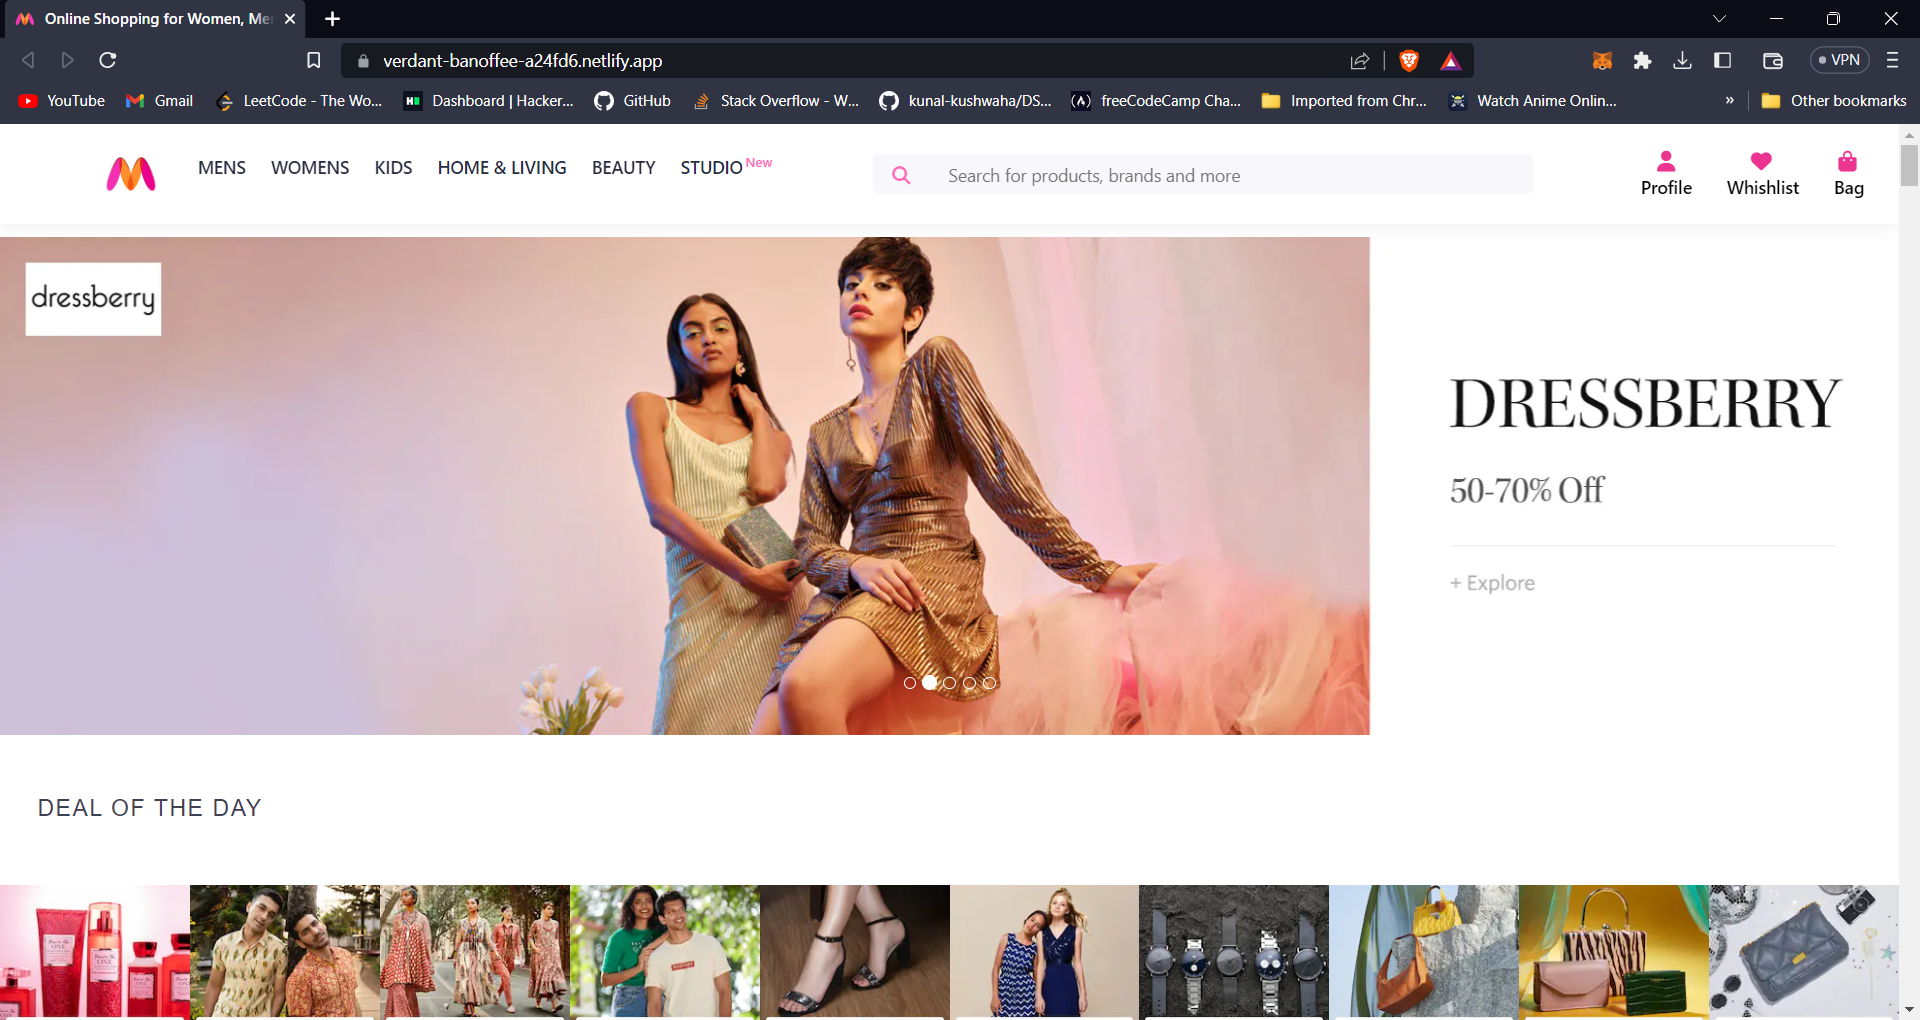 Online Shopping for Women, Me
verdant-banoffee-a24fd6.netlify.app
VPN
YouTube
Gmail
LeetCode - The Wo...
Dashboard | Hacker...
GitHub
Stack Overflow - W...
kunal-kushwaha/DS...
freeCodeCamp Cha...
Imported from Chr...
Watch Anime Onlin...
»
Other bookmarks
MENS
WOMENS
KIDS
HOME & LIVING
BEAUTY
STUDIO New
Search for products, brands and more
Profile
Whishlist
Bag
dressberry
DRESSBERRY
50-70% Off
+ Explore
DEAL OF THE DAY